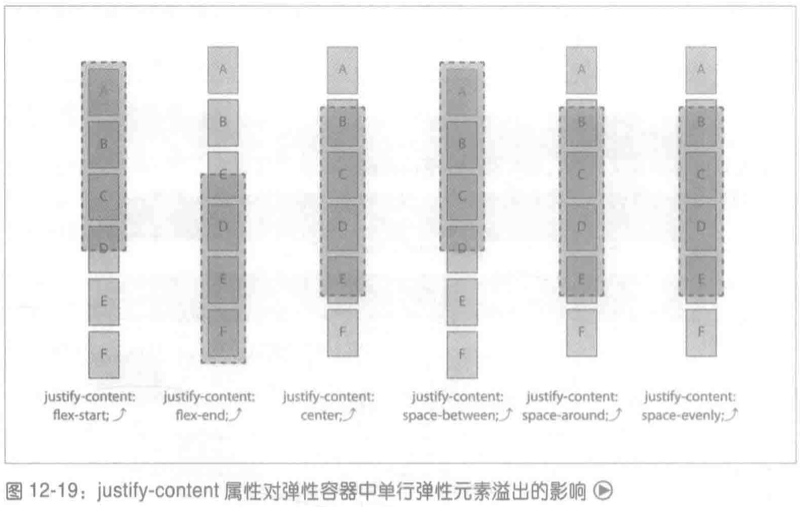 A A A A A A
B B B B B B
C C C C C C
D D D D D D
E E E E E E
F F F F F F
justify-content: justify-content: justify-content: justify-content: justify-content: justify-content:
flex-start; flex-end; center; space-between; space-around; space-evenly;
图 12-19：justify-content 属性对弹性容器中单行弹性元素溢出的影响